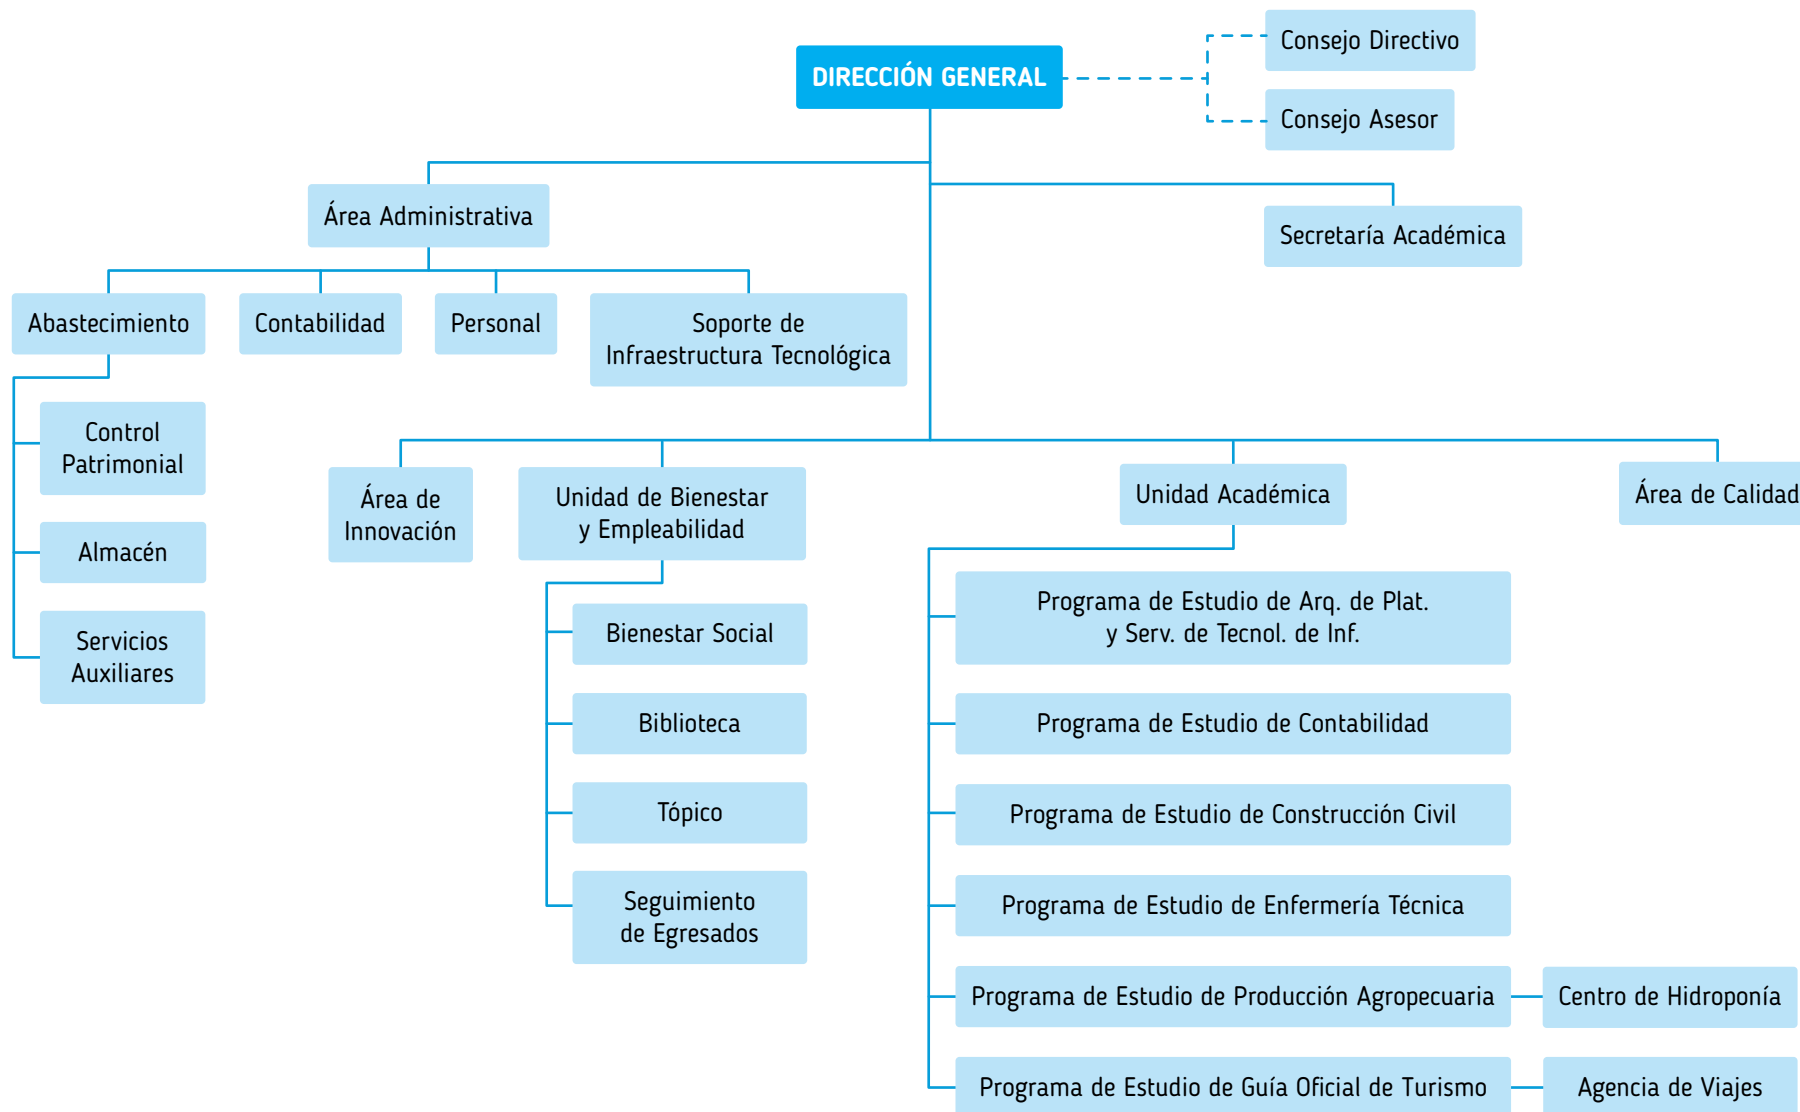 Consejo Directivo
DIRECCIÓN GENERAL
Consejo Asesor
Área Administrativa
Secretaría Académica
Abastecimiento
Contabilidad
Personal
Soporte de
Infraestructura Tecnológica
Control
Patrimonial
Almacén
Servicios
Auxiliares
Área de
Innovación
Unidad de Bienestar
y Empleabilidad
Unidad Académica
Área de Calidad
Bienestar Social
Biblioteca
Tópico
Seguimiento
de Egresados
Programa de Estudio de Arq. de Plat.
y Serv. de Tecnol. de Inf.
Programa de Estudio de Contabilidad
Programa de Estudio de Construcción Civil
Programa de Estudio de Enfermería Técnica
Programa de Estudio de Producción Agropecuaria
Centro de Hidroponía
Programa de Estudio de Guía Oficial de Turismo
Agencia de Viajes